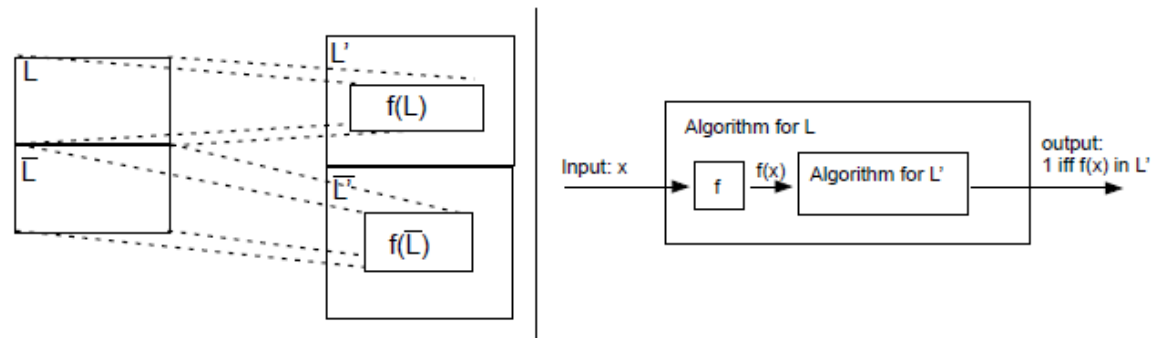 L
L̅
L’
f(L)
L̅’̅
f(L̅)
Input: x
Algorithm for L
f
f(x)
Algorithm for L’
output:
1 iff f(x) in L’